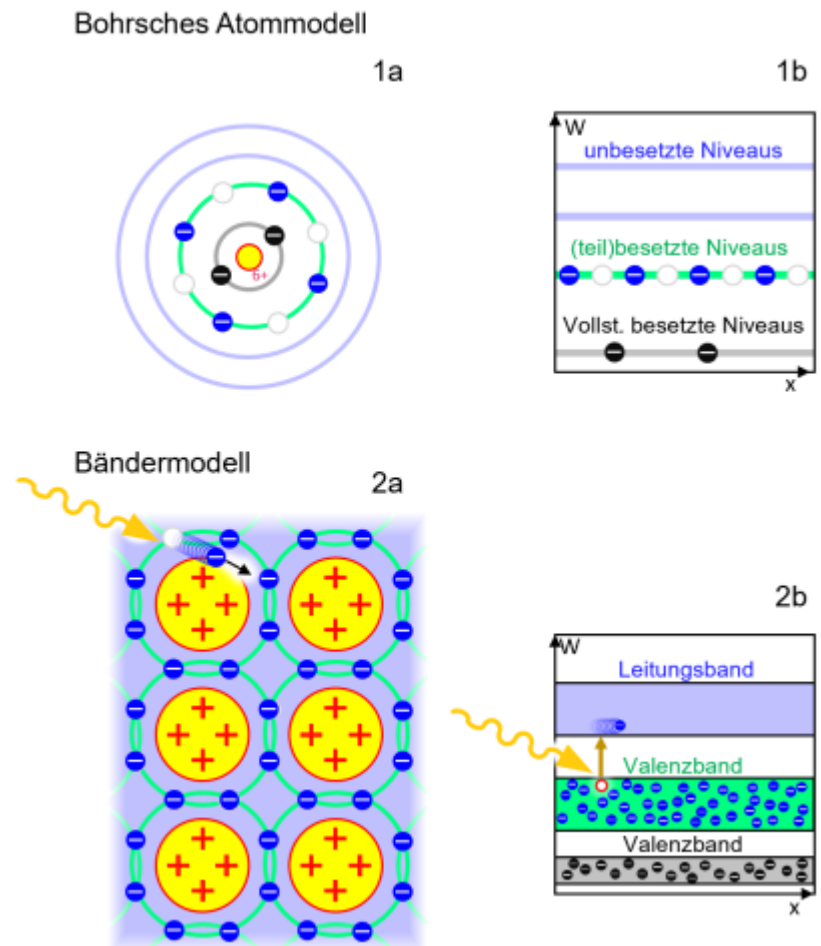 Bohrsches Atommodell
1a
1b
W
unbesetzte Niveaus
(teil)besetzte Niveaus
Vollst. besetzte Niveaus
x
6+
Bändermodell
2a
2b
W
Leitungsband
Valenzband
Valenzband
x